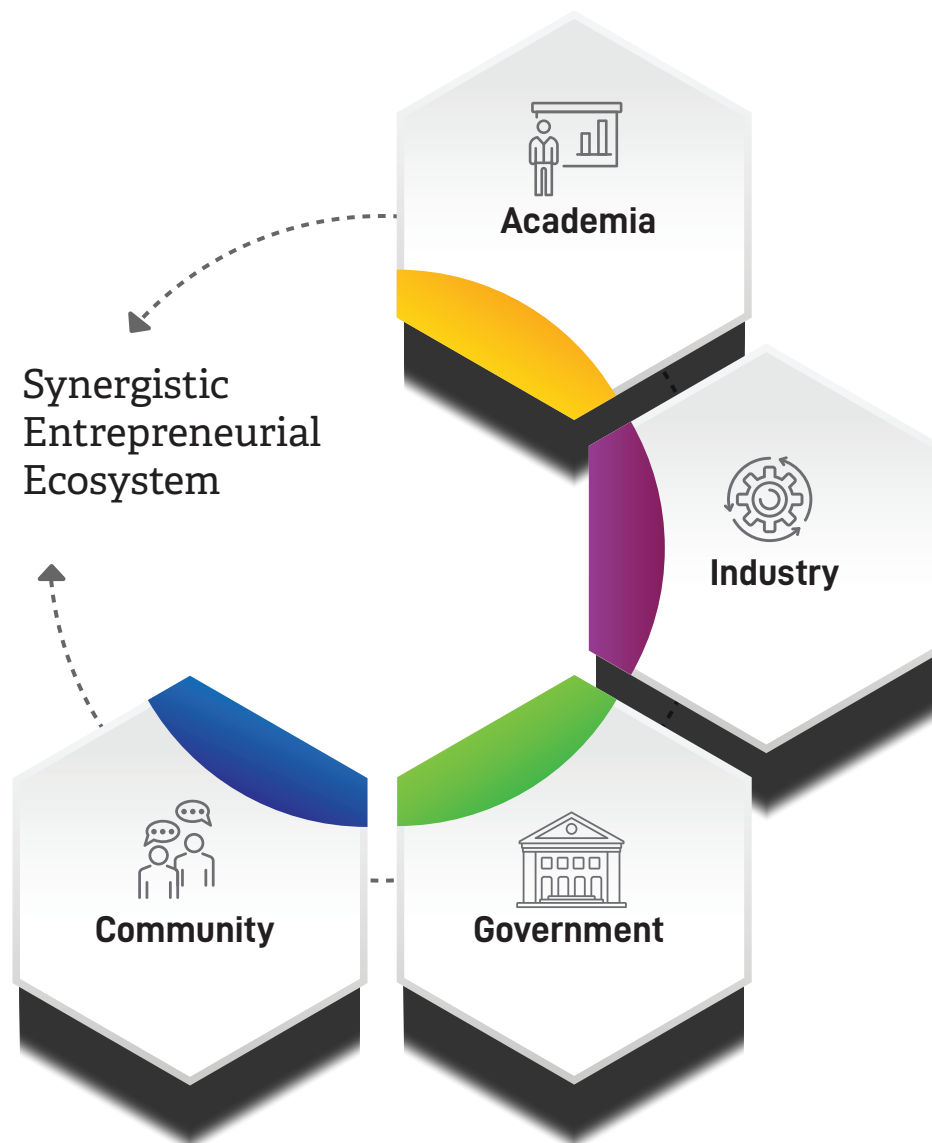 Academia
Synergistic
Entrepreneurial
Ecosystem
Industry
Community
Government